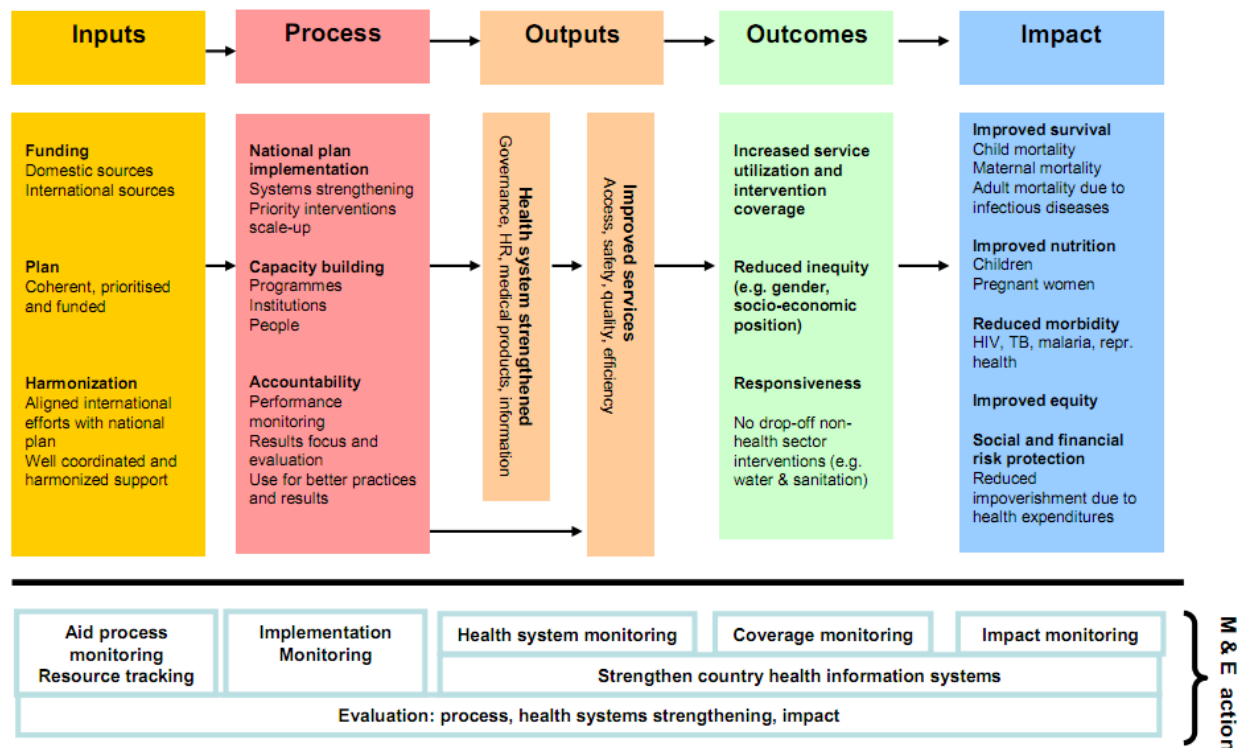 Inputs
Process
Outputs
Outcomes
Impact
Funding
Domestic sources
International sources
Plan
Coherent, prioritised
and funded
Harmonization
Aligned international
efforts with national
plan
Well coordinated and
harmonized support
National plan
implementation
Systems strengthening
Priority interventions
scale-up
Capacity building
Programmes
Institutions
People
Accountability
Performance
monitoring
Results focus and
evaluation
Use for better practices
and results
Health system strengthened
Governance, HR, medical products, information
Improved services
Access, safety, quality, efficiency
Increased service
utilization and
intervention
coverage
Reduced inequity
(e.g. gender,
socio-economic
position)
Responsiveness
No drop-off non-
health sector
interventions (e.g.
water & sanitation)
Improved survival
Child mortality
Maternal mortality
Adult mortality due to
infectious diseases
Improved nutrition
Children
Pregnant women
Reduced morbidity
HIV, TB, malaria, repr.
health
Improved equity
Social and financial
risk protection
Reduced
impoverishment due to
health expenditures
Aid process
monitoring
Resource tracking
Implementation
Monitoring
Health system monitoring
Coverage monitoring
Impact monitoring
Strengthen country health information systems
Evaluation: process, health systems strengthening, impact
M & E action